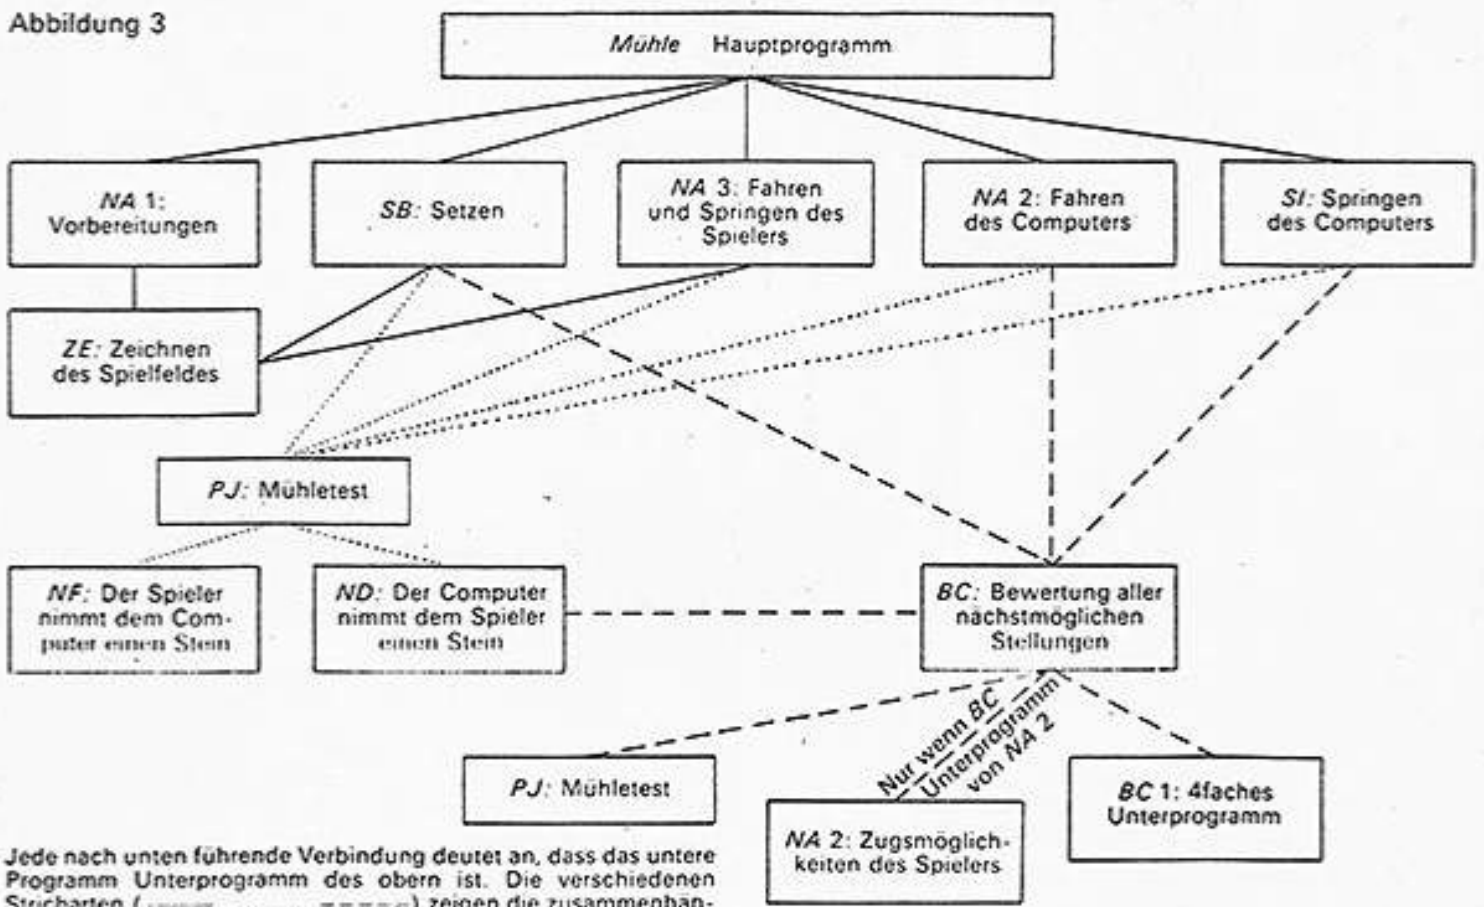 Abbildung 3
Mühle Hauptprogramm
NA 1:
Vorbereitungen
SB: Setzen
NA 3: Fahren
und Springen des
Spielers
NA 2: Fahren
des Computers
SI: Springen
des Computers
ZE: Zeichnen
des Spielfeldes
PJ: Mühletest
NF: Der Spieler
nimmt dem Com-
puter einen Stein
ND: Der Computer
nimmt dem Spieler
einen Stein
BC: Bewertung aller
nächstmöglichen
Stellungen
Nur wenn BC
Unterprogramm
von NA 2
PJ: Mühletest
NA 2: Zugsmöglich-
keiten des Spielers
BC 1: 4faches
Unterprogramm
Jede nach unten führende Verbindung deutet an, dass das untere
Programm Unterprogramm des obern ist. Die verschiedenen
Stricharten ( ) zeigen die zusammenhän-